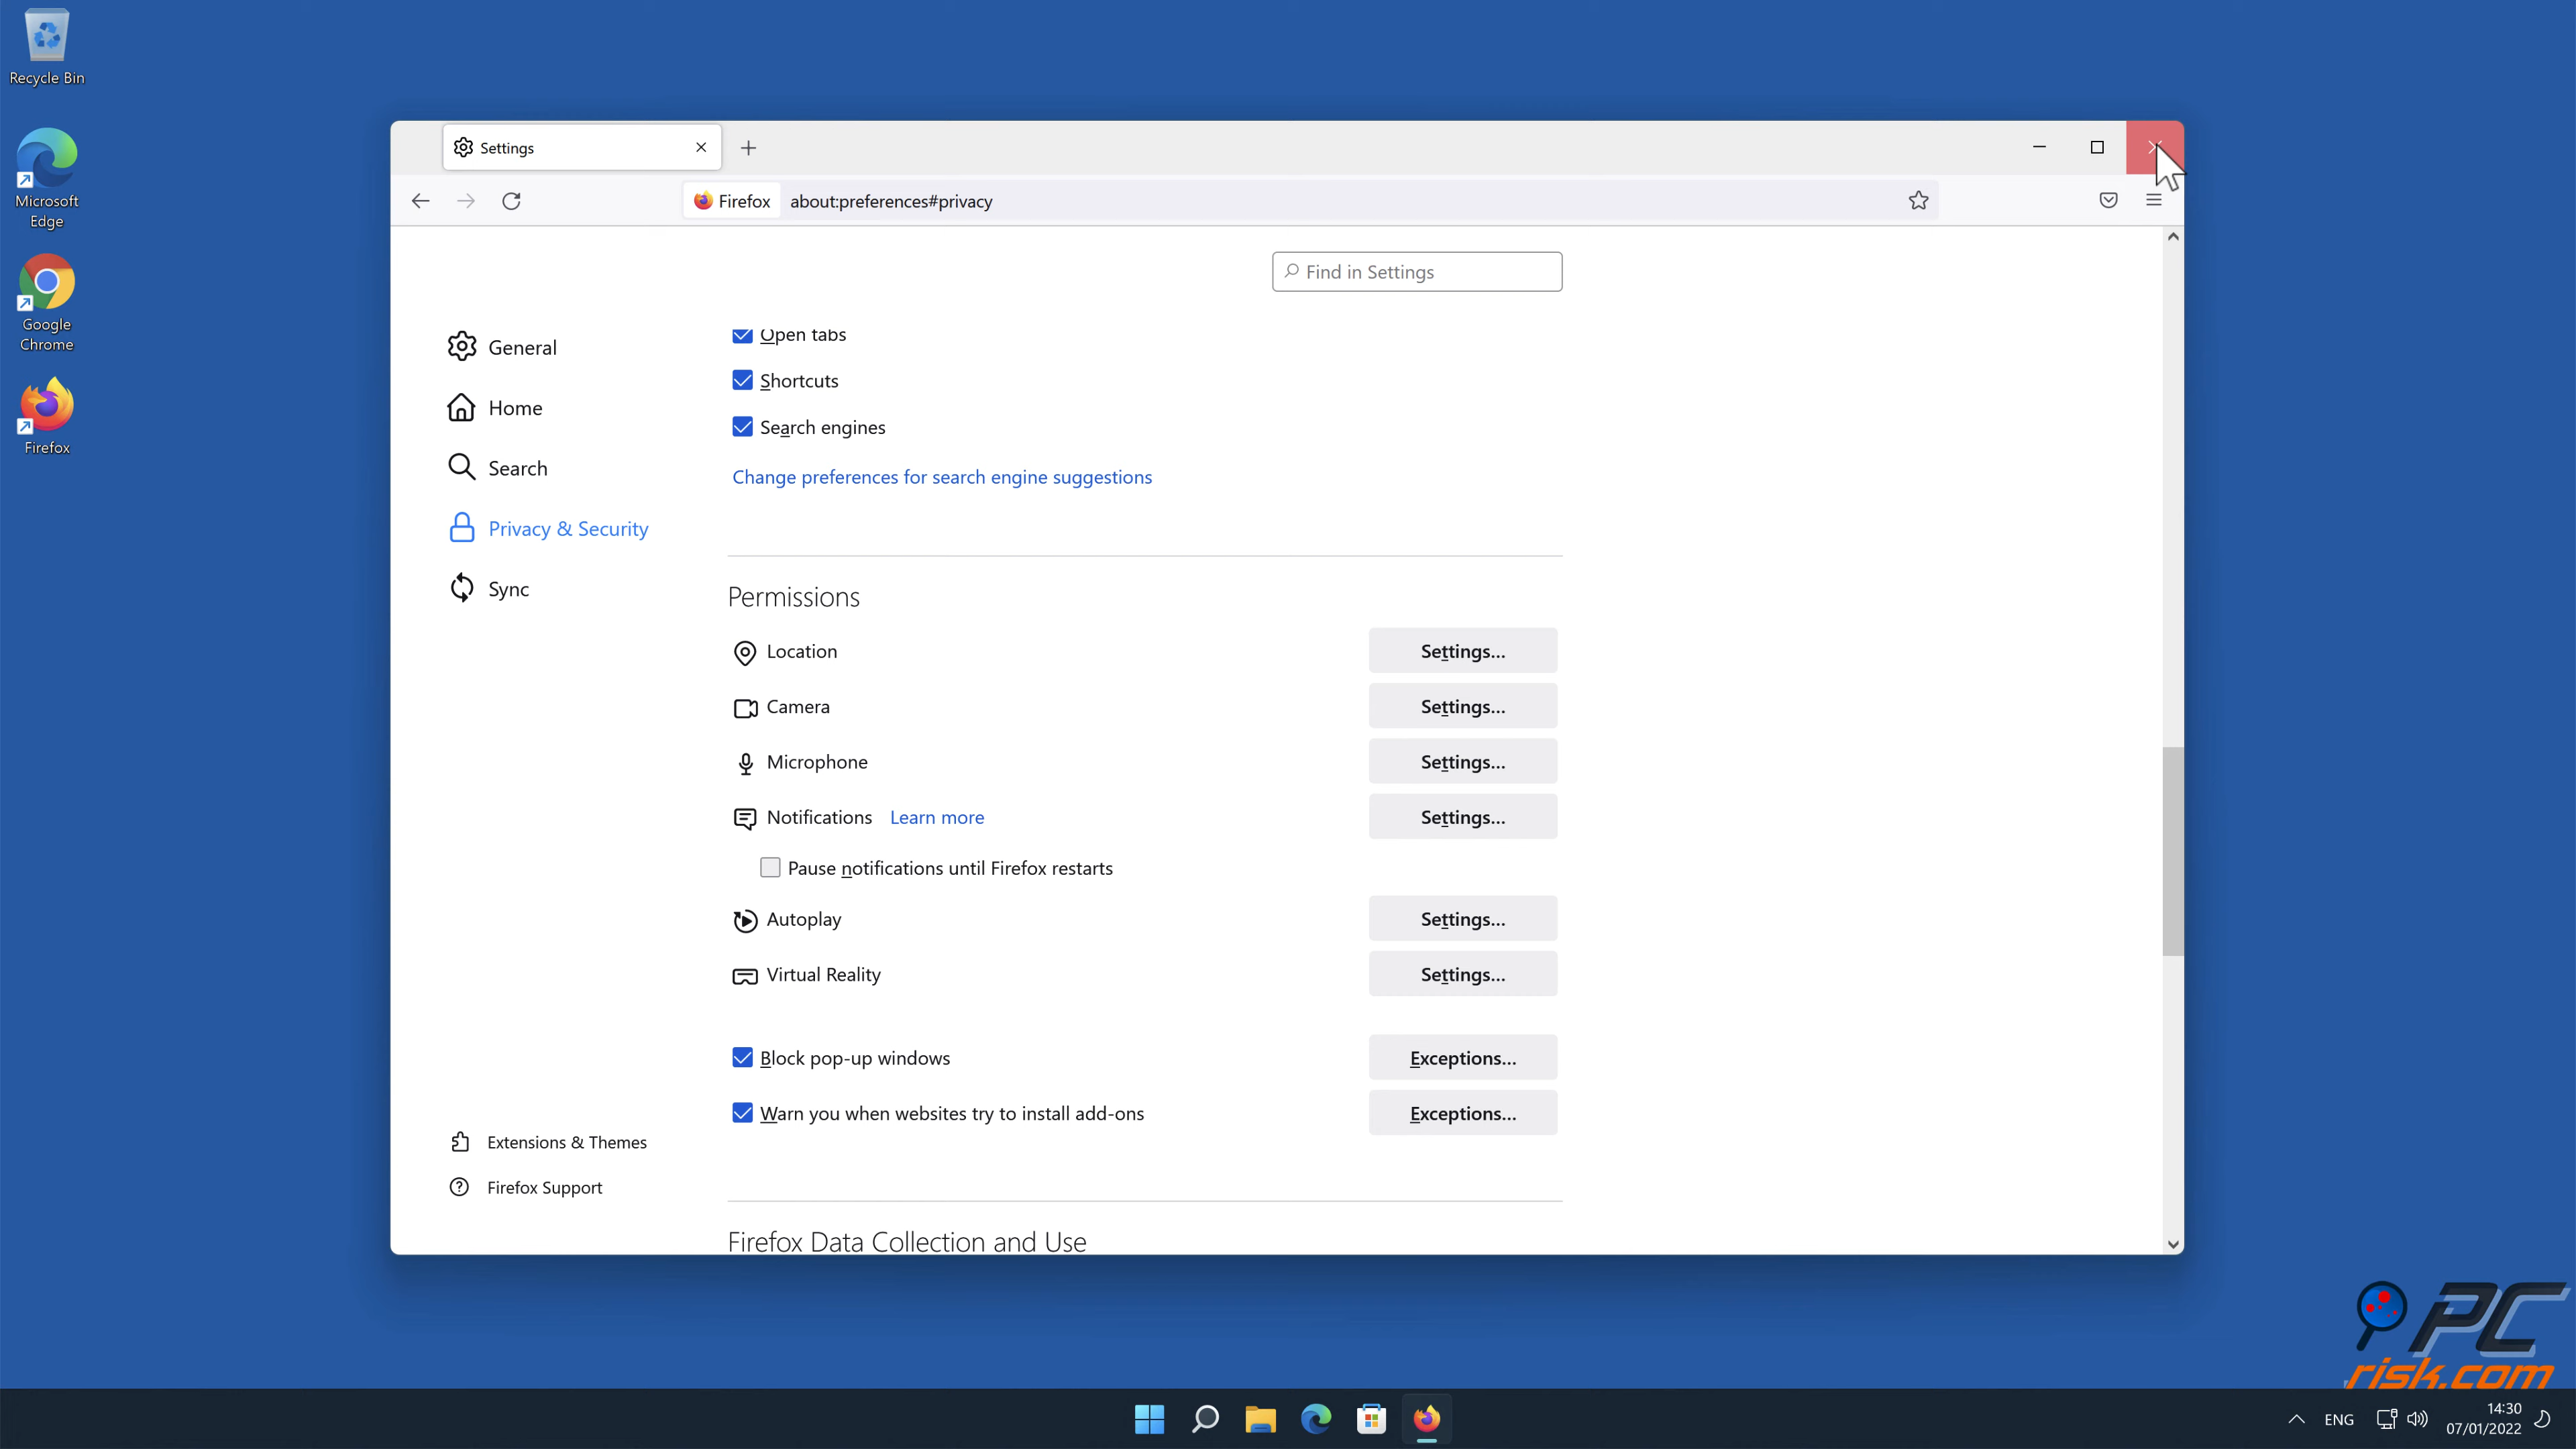 Recycle Bin
Microsoft
Edge
Google
Chrome
Firefox
Settings
Firefox
about:preferences#privacy
Find in Settings
General
Home
Search
Privacy & Security
Sync
Extensions & Themes
Firefox Support
Open tabs
Shortcuts
Search engines
Change preferences for search engine suggestions
Permissions
Location
Settings...
Camera
Settings...
Microphone
Settings...
Notifications Learn more
Settings...
Pause notifications until Firefox restarts
Autoplay
Settings...
Virtual Reality
Settings...
Block pop-up windows
Exceptions...
Warn you when websites try to install add-ons
Exceptions...
Firefox Data Collection and Use
PC
risk.com
ENG
14:30
07/01/2022